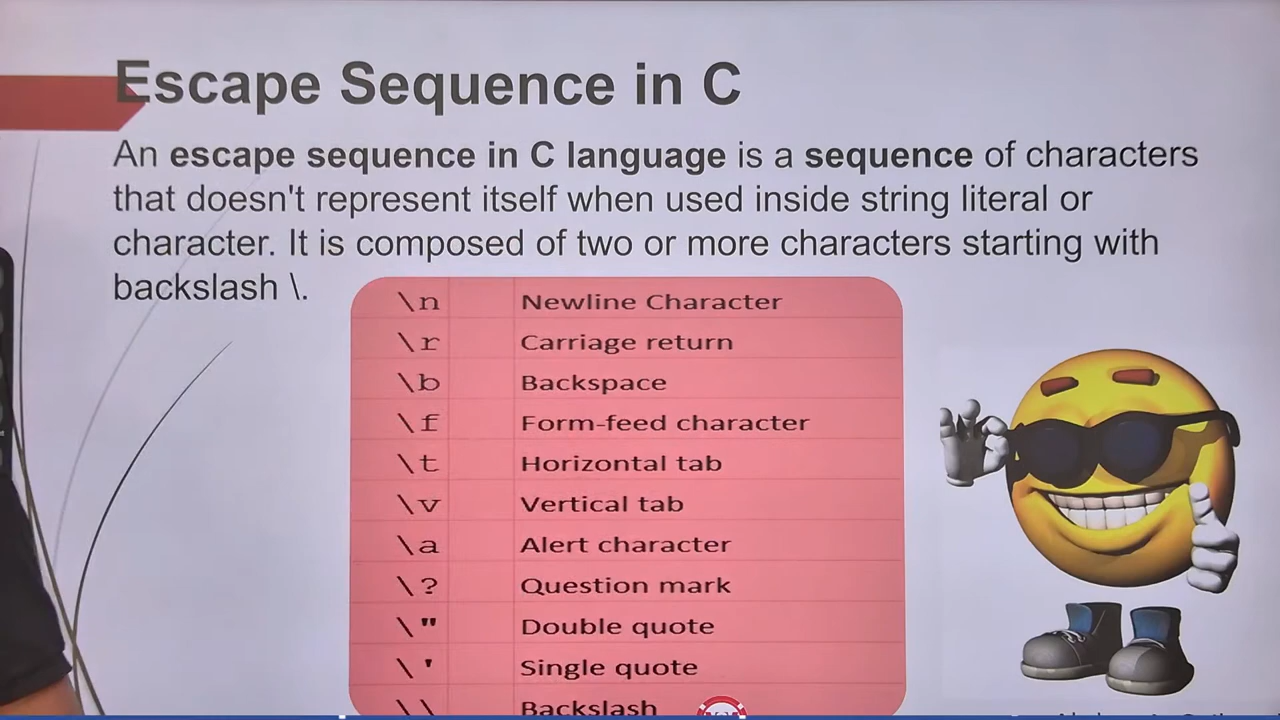 Escape Sequence in C
An escape sequence in C language is a sequence of characters
that doesn't represent itself when used inside string literal or
character. It is composed of two or more characters starting with
backslash \.
\n Newline Character
\r Carriage return
\b Backspace
\f Form-feed character
\t Horizontal tab
\v Vertical tab
\a Alert character
\? Question mark
\" Double quote
\' Single quote
\\ Backslash